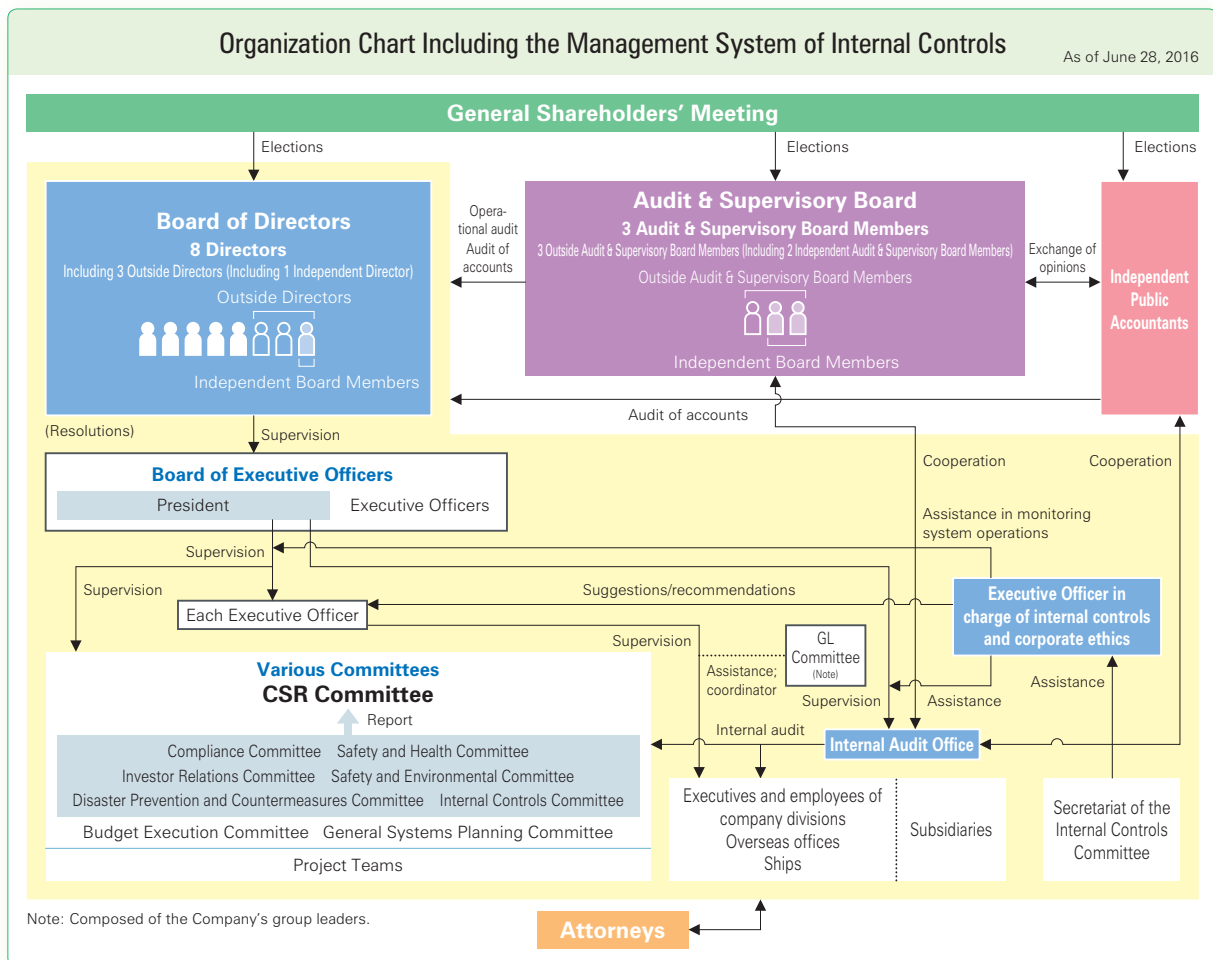 Organization Chart Including the Management System of Internal Controls
As of June 28, 2016
General Shareholders' Meeting
Elections
Elections
Elections
Board of Directors
8 Directors
Including 3 Outside Directors (Including 1 Independent Director)
Outside Directors
Independent Board Members
Opera-
tional audit
Audit of
accounts
Audit & Supervisory Board
3 Audit & Supervisory Board Members
3 Outside Audit & Supervisory Board Members (Including 2 Independent Audit & Supervisory Board Members)
Outside Audit & Supervisory Board Members
Independent Board Members
Exchange of
opinions
Independent
Public
Accountants
Audit of accounts
(Resolutions)
Supervision
Cooperation
Cooperation
Board of Executive Officers
President
Executive Officers
Assistance in monitoring
system operations
Supervision
Supervision
Suggestions/recommendations
Each Executive Officer
Executive Officer in
charge of internal controls
and corporate ethics
Supervision
GL
Committee
(Note)
Assistance;
coordinator
Supervision
Assistance
Assistance
Various Committees
CSR Committee
Report
Compliance Committee Safety and Health Committee
Investor Relations Committee Safety and Environmental Committee
Disaster Prevention and Countermeasures Committee Internal Controls Committee
Budget Execution Committee General Systems Planning Committee
Project Teams
Internal audit
Internal Audit Office
Executives and employees of
company divisions
Overseas offices
Ships
Subsidiaries
Secretariat of the
Internal Controls
Committee
Note: Composed of the Company's group leaders.
Attorneys